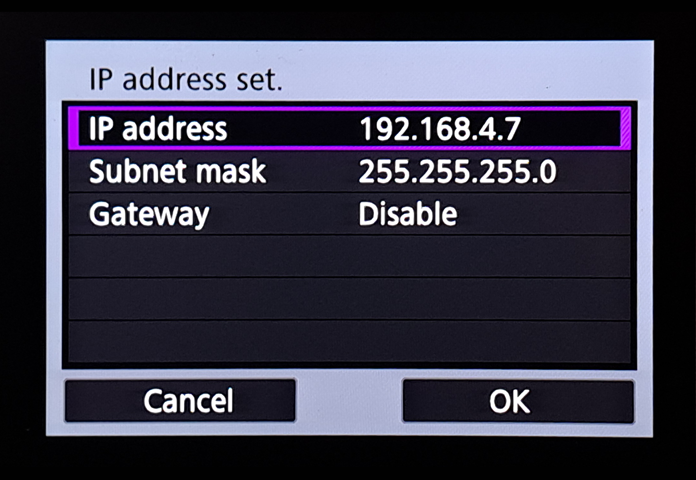 IP address set.
IP address 192.168.4.7
Subnet mask 255.255.255.0
Gateway Disable
Cancel OK